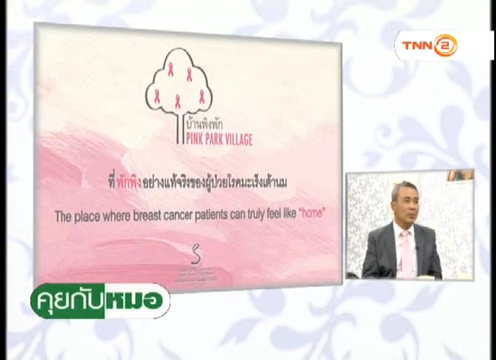 TNN 2
บ้านพิงพัก
PINK PARK VILLAGE
ที่พักพิงอย่างแท้จริงของผู้ป่วยโรคมะเร็งเต้านม
The place where breast cancer patients can truly feel like "home"
คุยกับหมอ